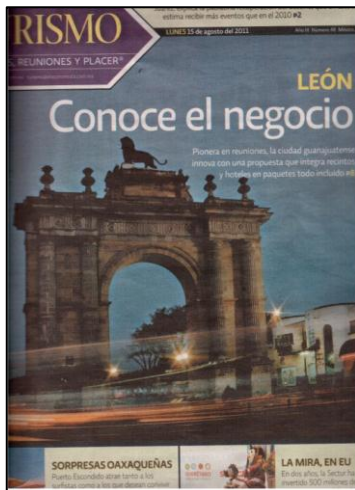 estima recibir más eventos que en el 2010 #2
RISMO
LUNES 15 de agosto del 2011
S, REUNIONES Y PLACER®
LEÓN
Conoce el negocio
Pionera en reuniones, la ciudad guanajuatense
innova con una propuesta que integra recintos
y hoteles en paquetes todo incluido #8
SORPRESAS OAXAQUEÑAS
Puerto Escondido atrae tanto a los
surfistas como a los que desean conocer
LA MIRA, EN EU
En dos años, la Sectur ha
invertido 500 millones d